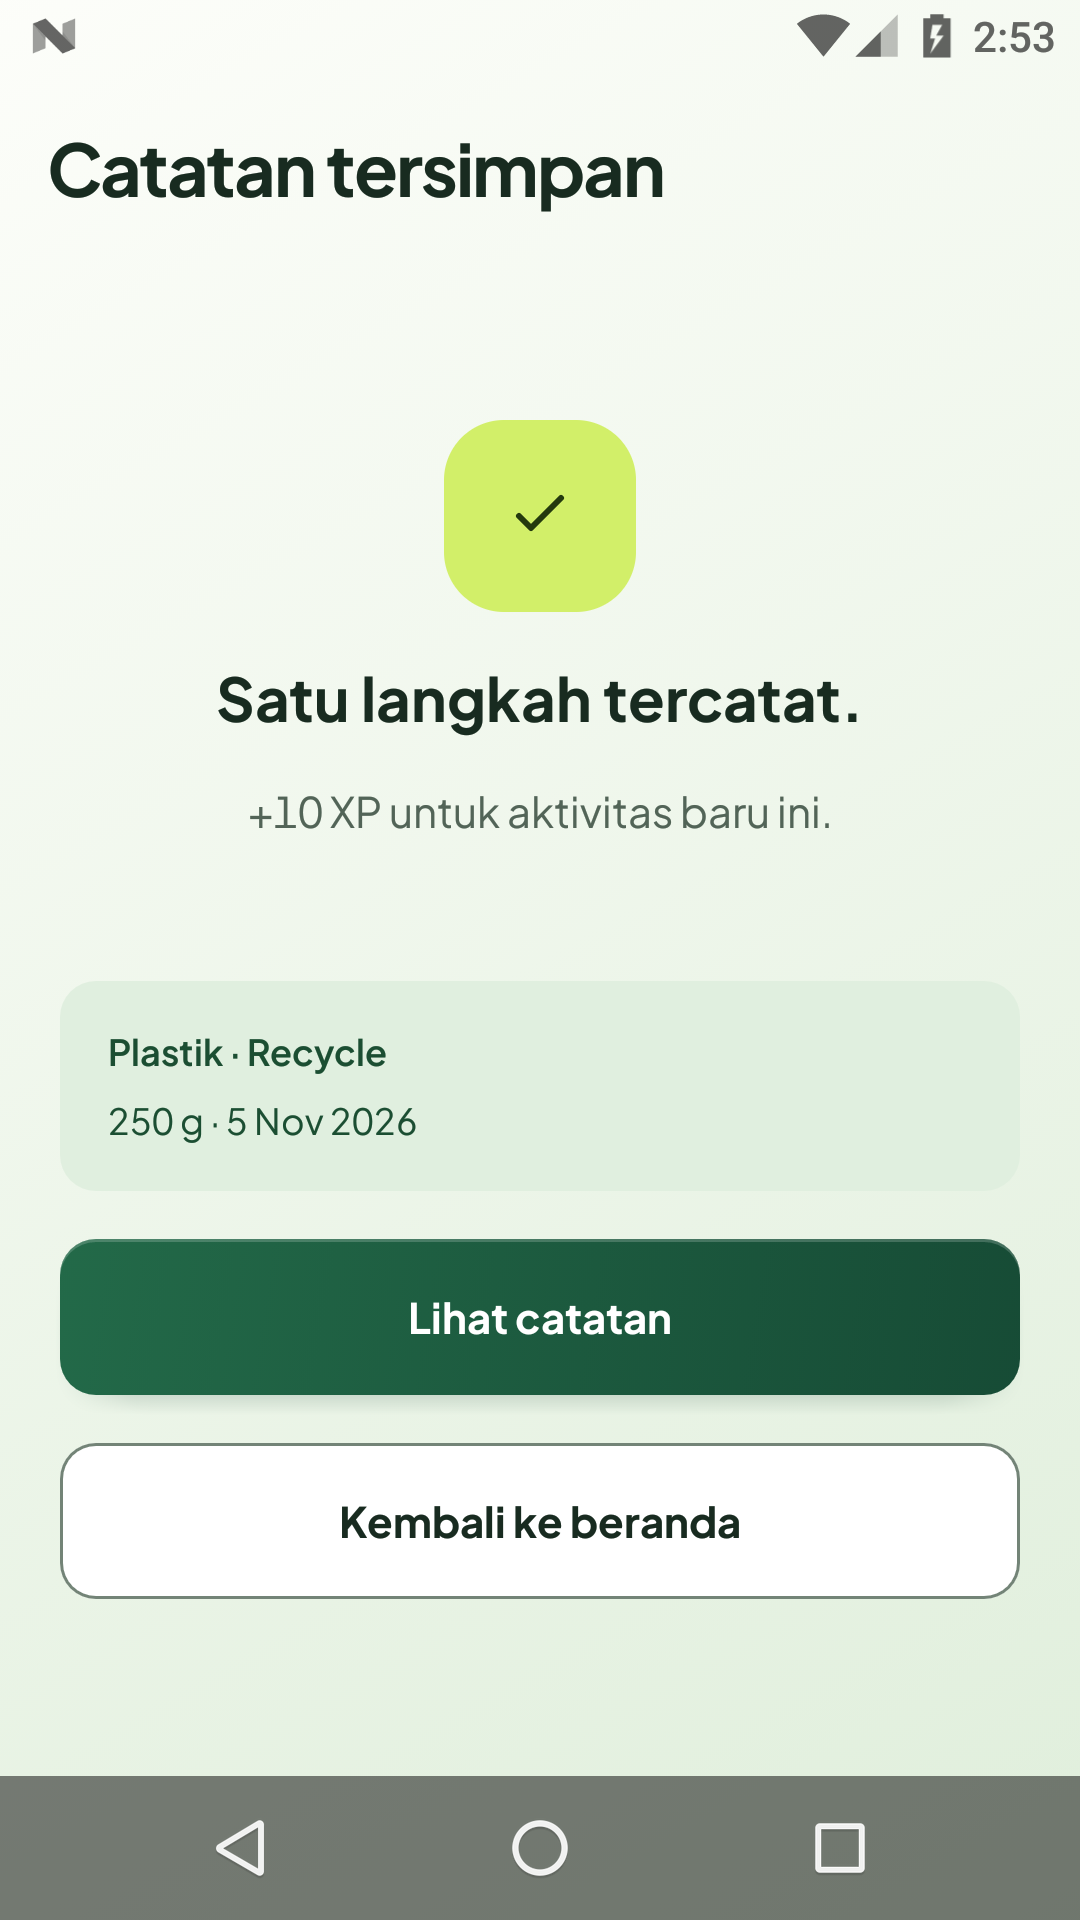 2:53
Catatan tersimpan
Satu langkah tercatat.
+10 XP untuk aktivitas baru ini.
Plastik · Recycle
250 g · 5 Nov 2026
Lihat catatan
Kembali ke beranda